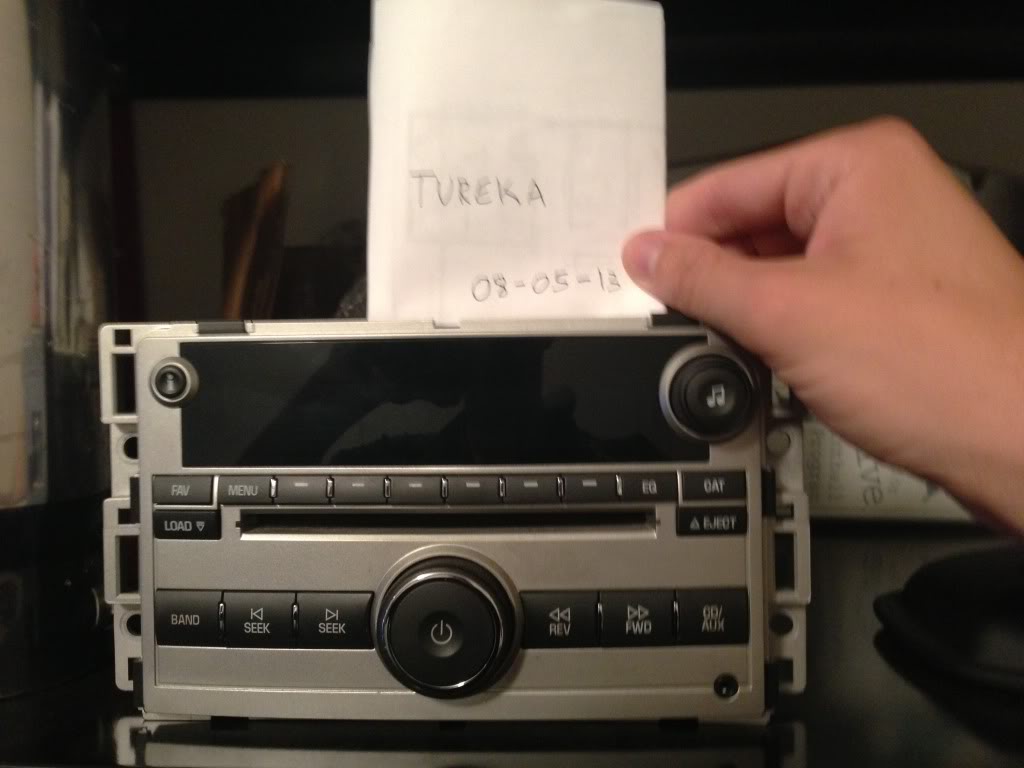 TUREKA
08-05-13
FAV
MENU
EQ
CAT
LOAD
EJECT
BAND
SEEK
SEEK
REV
FWD
CD/
AUX